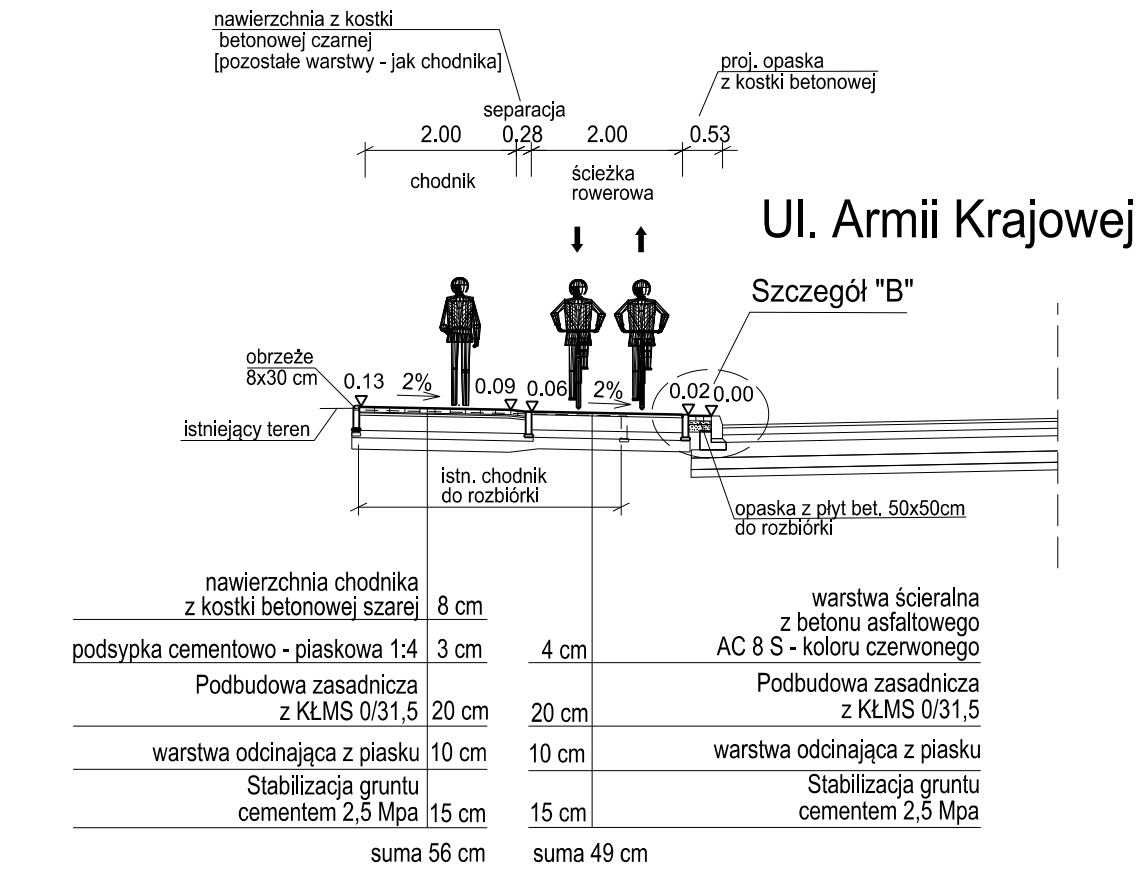 nawierzchnia z kostki
betonowej czarnej
[pozostałe warstwy - jak chodnika]
proj. opaska
z kostki betonowej
separacja
2.00 0.28 2.00 0.53
chodnik
ścieżka
rowerowa
Ul. Armii Krajowej
Szczegół "B"
obrzeże
8x30 cm
0.13 2% 0.09 0.06 2% 0.02 0.00
istniejący teren
istn. chodnik
do rozbiórki
opaska z płyt bet. 50x50cm
do rozbiórki
nawierzchnia chodnika
z kostki betonowej szarej 8 cm
podsypka cementowo - piaskowa 1:4 3 cm
Podbudowa zasadnicza
z KŁMS 0/31,5 20 cm
warstwa odcinająca z piasku 10 cm
Stabilizacja gruntu
cementem 2,5 Mpa 15 cm
suma 56 cm
warstwa ścieralna
z betonu asfaltowego
4 cm AC 8 S - koloru czerwonego
Podbudowa zasadnicza
20 cm z KŁMS 0/31,5
10 cm warstwa odcinająca z piasku
Stabilizacja gruntu
15 cm cementem 2,5 Mpa
suma 49 cm